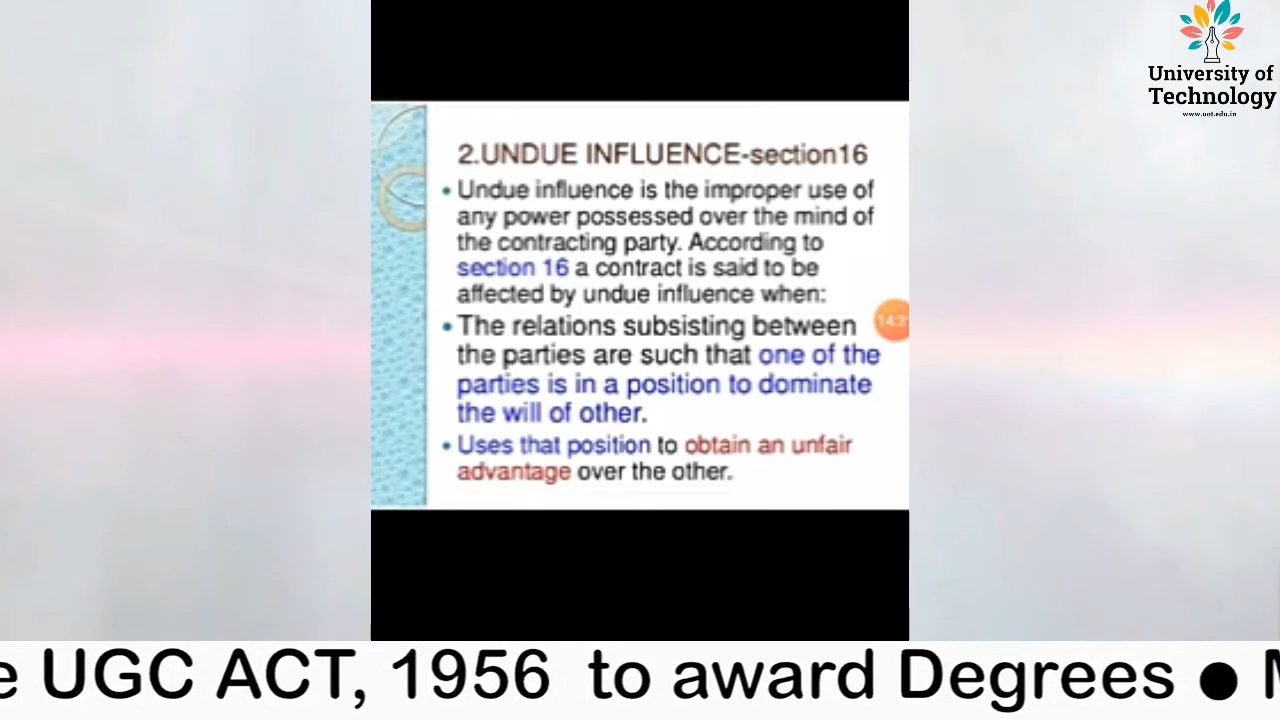 University of
Technology
www.uot.edu.in
2.UNDUE INFLUENCE-section16
• Undue influence is the improper use of
any power possessed over the mind of
the contracting party. According to
section 16 a contract is said to be
affected by undue influence when:
• The relations subsisting between
the parties are such that one of the
parties is in a position to dominate
the will of other.
• Uses that position to obtain an unfair
advantage over the other.
e UGC ACT, 1956 to award Degrees ● M